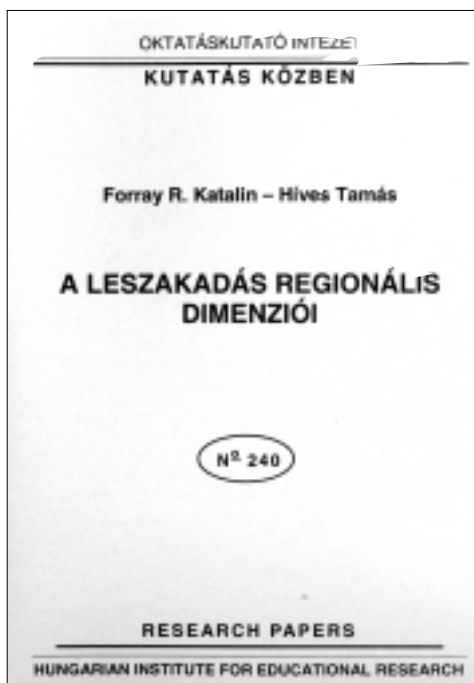 OKTATÁSKUTATÓ INTÉZET
KUTATÁS KÖZBEN
Forray R. Katalin – Híves Tamás
A LESZAKADÁS REGIONÁLIS
DIMENZIÓI
Nº 240
RESEARCH PAPERS
HUNGARIAN INSTITUTE FOR EDUCATIONAL RESEARCH